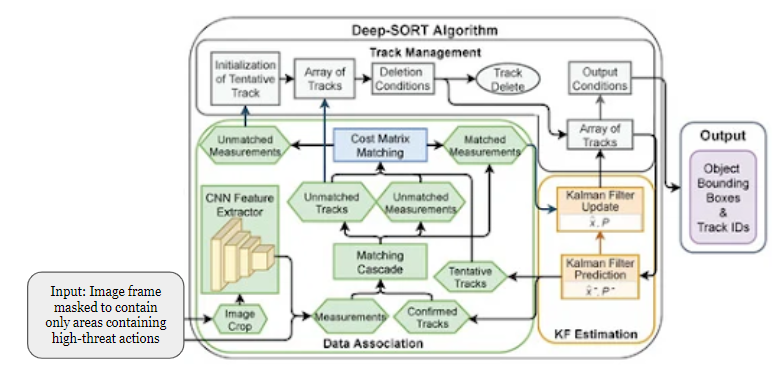 Deep-SORT Algorithm
Track Management
Initialization
of Tentative
Track
Array of
Tracks
Deletion
Conditions
Track
Delete
Output
Conditions
Array of
Tracks
Unmatched
Measurements
Cost Matrix
Matching
Matched
Measurements
CNN Feature
Extractor
Unmatched
Tracks
Unmatched
Measurements
Matching
Cascade
Tentative
Tracks
Image
Crop
Measurements
Confirmed
Tracks
Data Association
Kalman Filter
Update
x̂, P
Kalman Filter
Prediction
x̂⁻, P⁻
KF Estimation
Output
Object
Bounding
Boxes
&
Track IDs
Input: Image frame
masked to contain
only areas containing
high-threat actions